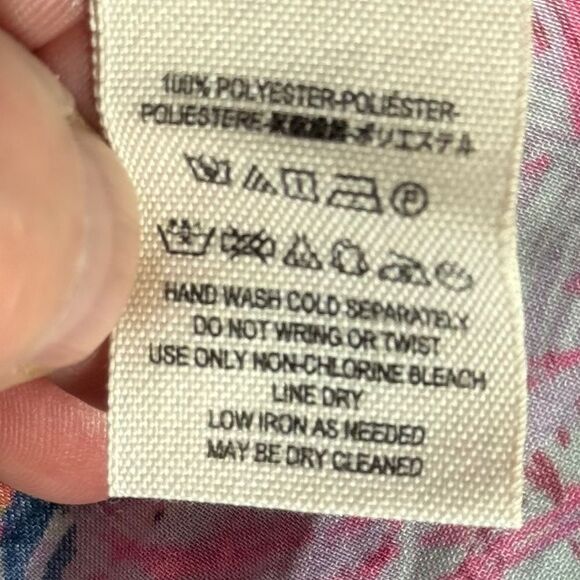 100% POLYESTER-POLIÉSTER-
POLIESTERE-聚酯纖維-ポリエステル
P
HAND WASH COLD SEPARATELY
DO NOT WRING OR TWIST
USE ONLY NON-CHLORINE BLEACH
LINE DRY
LOW IRON AS NEEDED
MAY BE DRY CLEANED